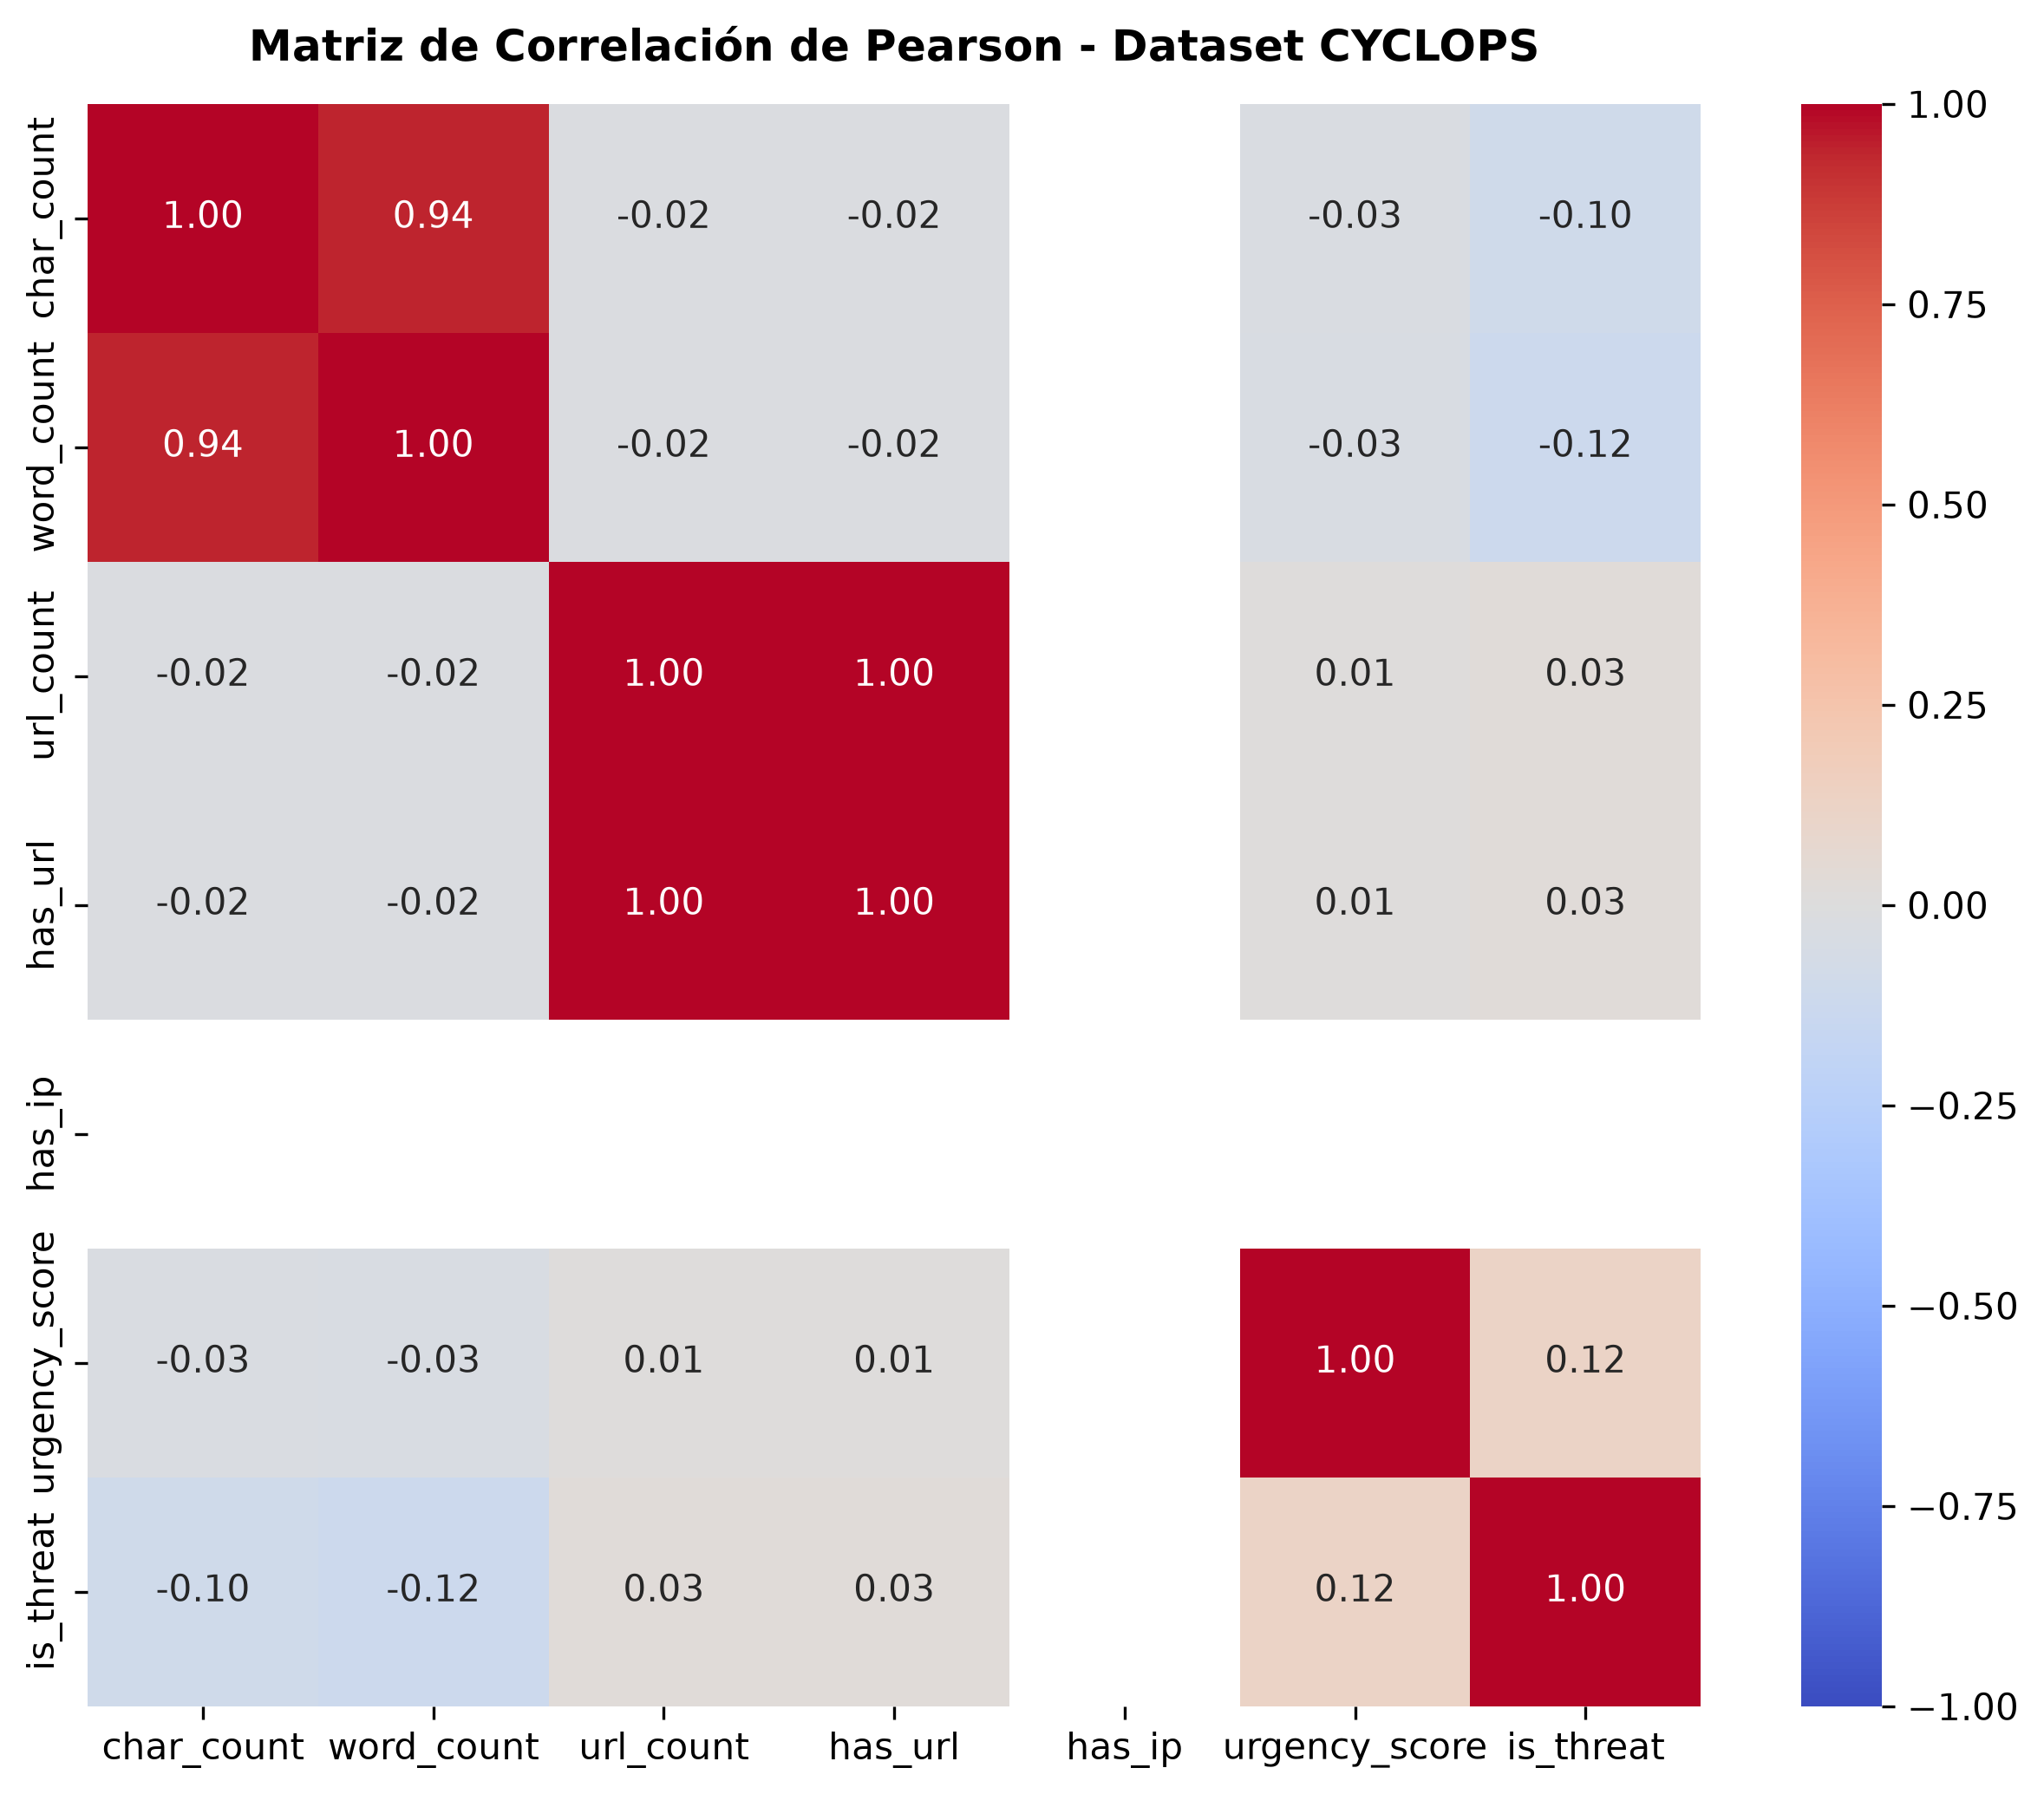 Matriz de Correlación de Pearson - Dataset CYCLOPS
char_count 1.00 0.94 -0.02 -0.02 -0.03 -0.10
word_count 0.94 1.00 -0.02 -0.02 -0.03 -0.12
url_count -0.02 -0.02 1.00 1.00 0.01 0.03
has_url -0.02 -0.02 1.00 1.00 0.01 0.03
has_ip
urgency_score -0.03 -0.03 0.01 0.01 1.00 0.12
is_threat -0.10 -0.12 0.03 0.03 0.12 1.00
char_count word_count url_count has_url has_ip urgency_score is_threat
1.00
0.75
0.50
0.25
0.00
−0.25
−0.50
−0.75
−1.00